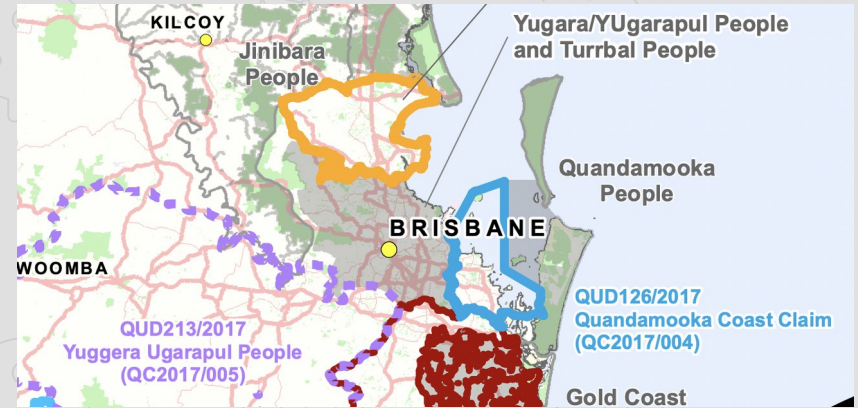 KILCOY
Jinibara
People
Yugara/YUgarapul People
and Turrbal People
Quandamooka
People
BRISBANE
WOOMBA
QUD126/2017
Quandamooka Coast Claim
(QC2017/004)
QUD213/2017
Yuggera Ugarapul People
(QC2017/005)
Gold Coast